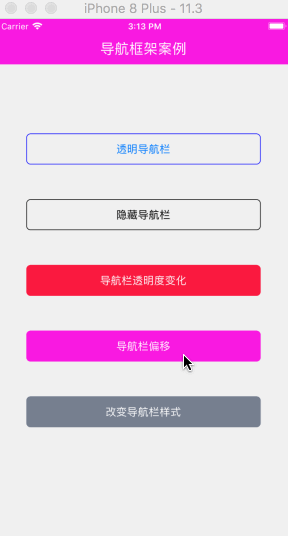 iPhone 8 Plus - 11.3
Carrier 3:13 PM
导航框架案例
透明导航栏
隐藏导航栏
导航栏透明度变化
导航栏偏移
改变导航栏样式